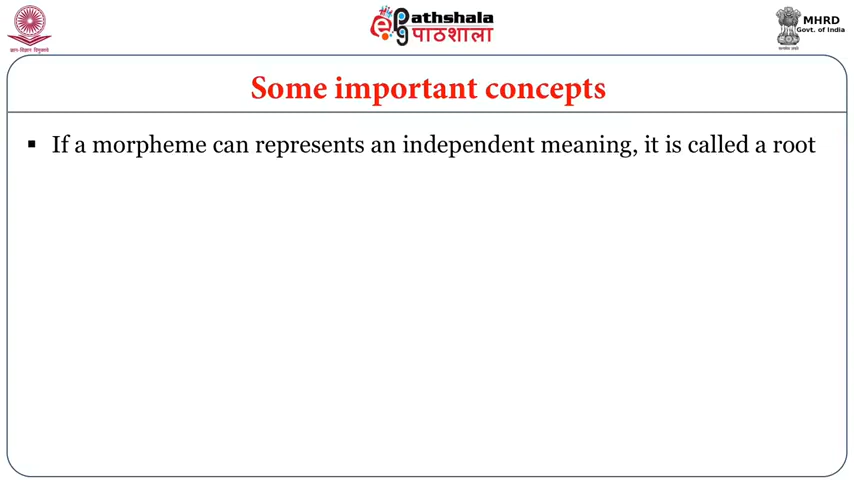 ePathshala
पाठशाला
MHRD
Govt. of India
Some important concepts
▪ If a morpheme can represents an independent meaning, it is called a root